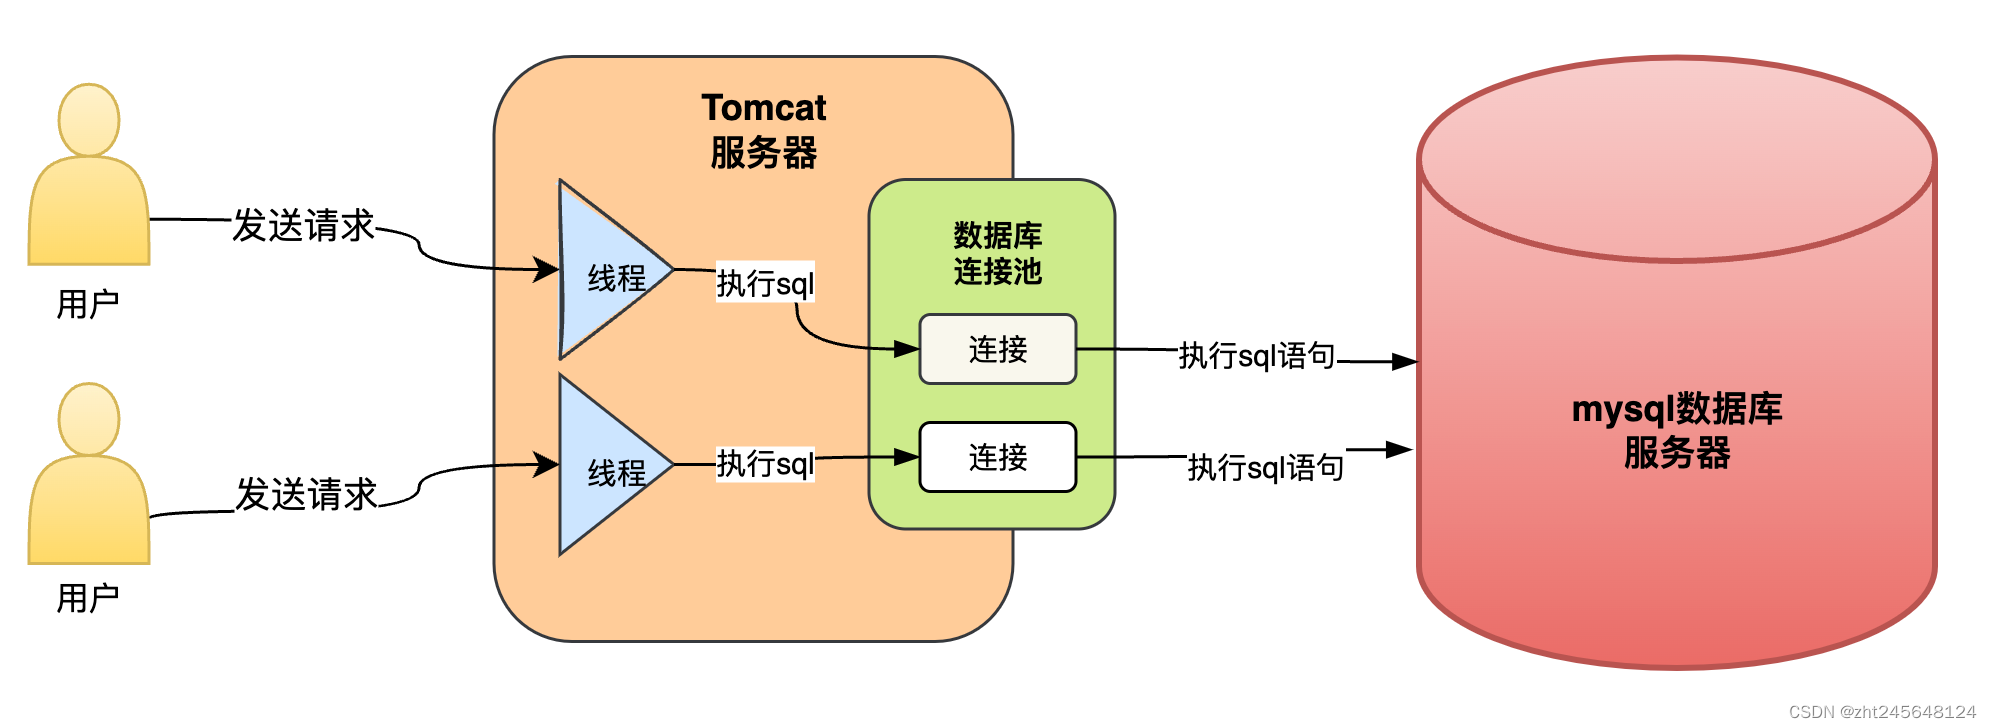 Tomcat
服务器
发送请求
线程
执行sql
数据库
连接池
连接
执行sql语句
用户
发送请求
线程
执行sql
连接
执行sql语句
用户
mysql数据库
服务器
CSDN @zht245648124